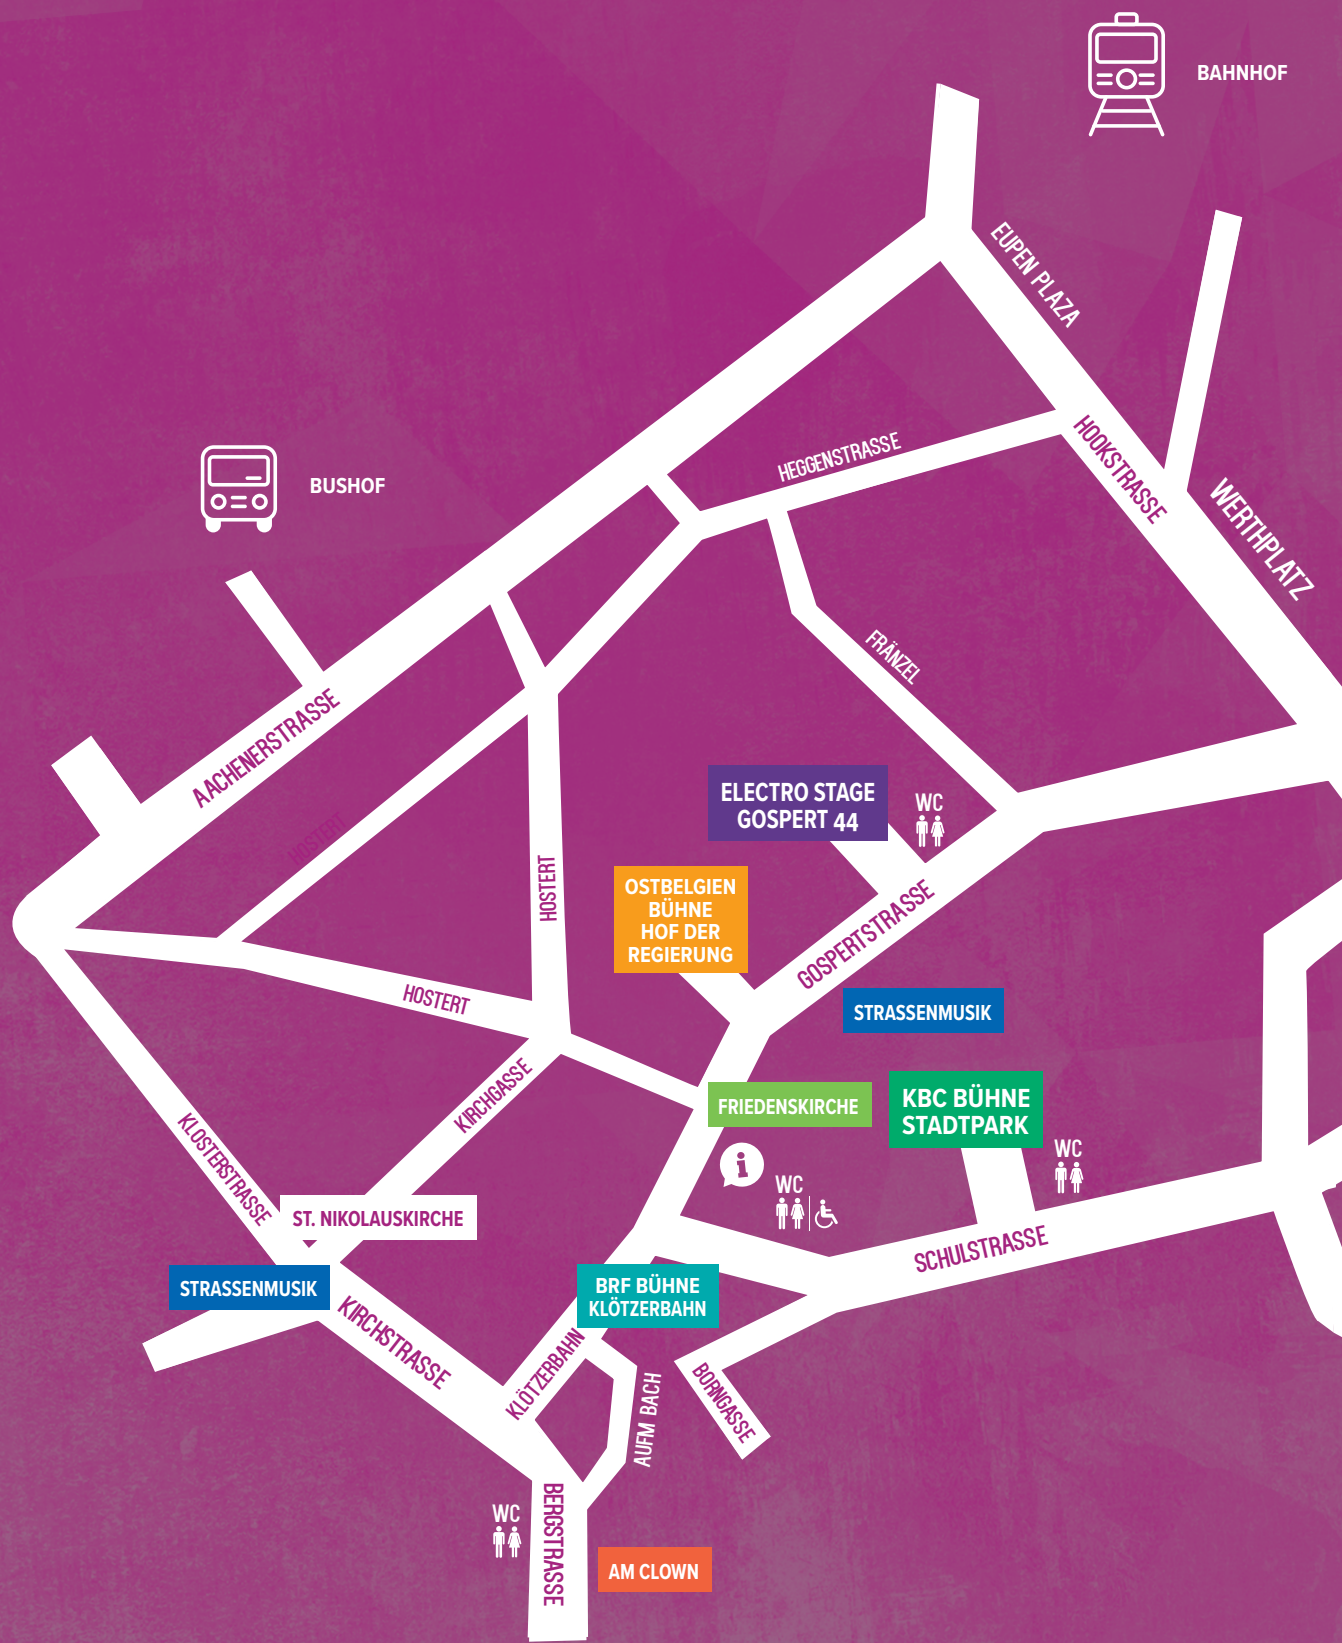 BAHNHOF
EUPEN PLAZA
HOOKSTRASSE
HEGGENSTRASSE
WERTHPLATZ
BUSHOF
FRÄNZEL
AACHENERSTRASSE
HOSTERT
ELECTRO STAGE
GOSPERT 44
WC
HOSTERT
OSTBELGIEN
BÜHNE
HOF DER
REGIERUNG
GOSPERTSTRASSE
HOSTERT
STRASSENMUSIK
KIRCHGASSE
FRIEDENSKIRCHE
KBC BÜHNE
STADTPARK
KLOSTERSTRASSE
WC
i
WC
ST. NIKOLAUSKIRCHE
SCHULSTRASSE
STRASSENMUSIK
BRF BÜHNE
KLÖTZERBAHN
KIRCHSTRASSE
KLÖTZERBAHN
AUFM BACH
BORNGASSE
WC
BERGSTRASSE
AM CLOWN